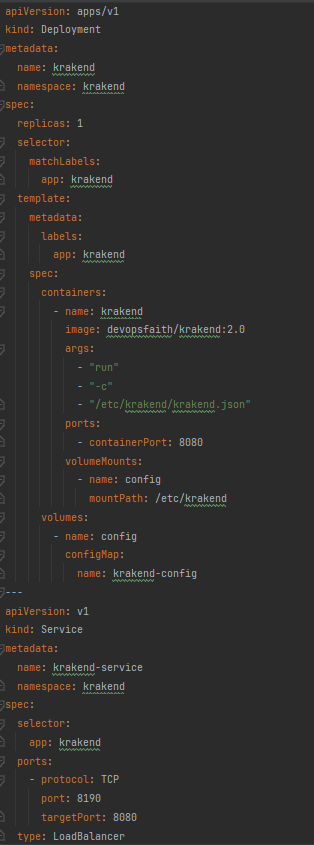 apiVersion: apps/v1
kind: Deployment
metadata:
  name: krakend
  namespace: krakend
spec:
  replicas: 1
  selector:
    matchLabels:
      app: krakend
  template:
    metadata:
      labels:
        app: krakend
    spec:
      containers:
        - name: krakend
          image: devopsfaith/krakend:2.0
          args:
            - "run"
            - "-c"
            - "/etc/krakend/krakend.json"
          ports:
            - containerPort: 8080
          volumeMounts:
            - name: config
              mountPath: /etc/krakend
      volumes:
        - name: config
          configMap:
            name: krakend-config
---
apiVersion: v1
kind: Service
metadata:
  name: krakend-service
  namespace: krakend
spec:
  selector:
    app: krakend
  ports:
    - protocol: TCP
      port: 8190
      targetPort: 8080
  type: LoadBalancer